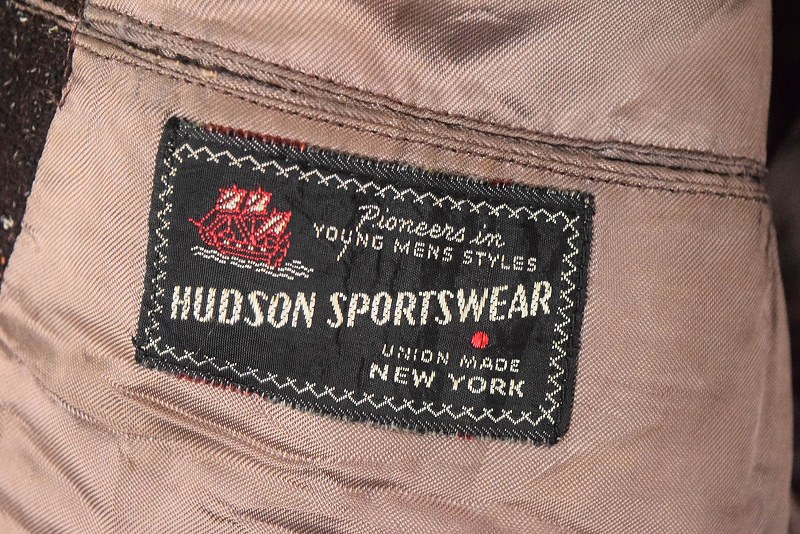 Pioneers in
YOUNG MENS STYLES
HUDSON SPORTSWEAR
UNION MADE
NEW YORK